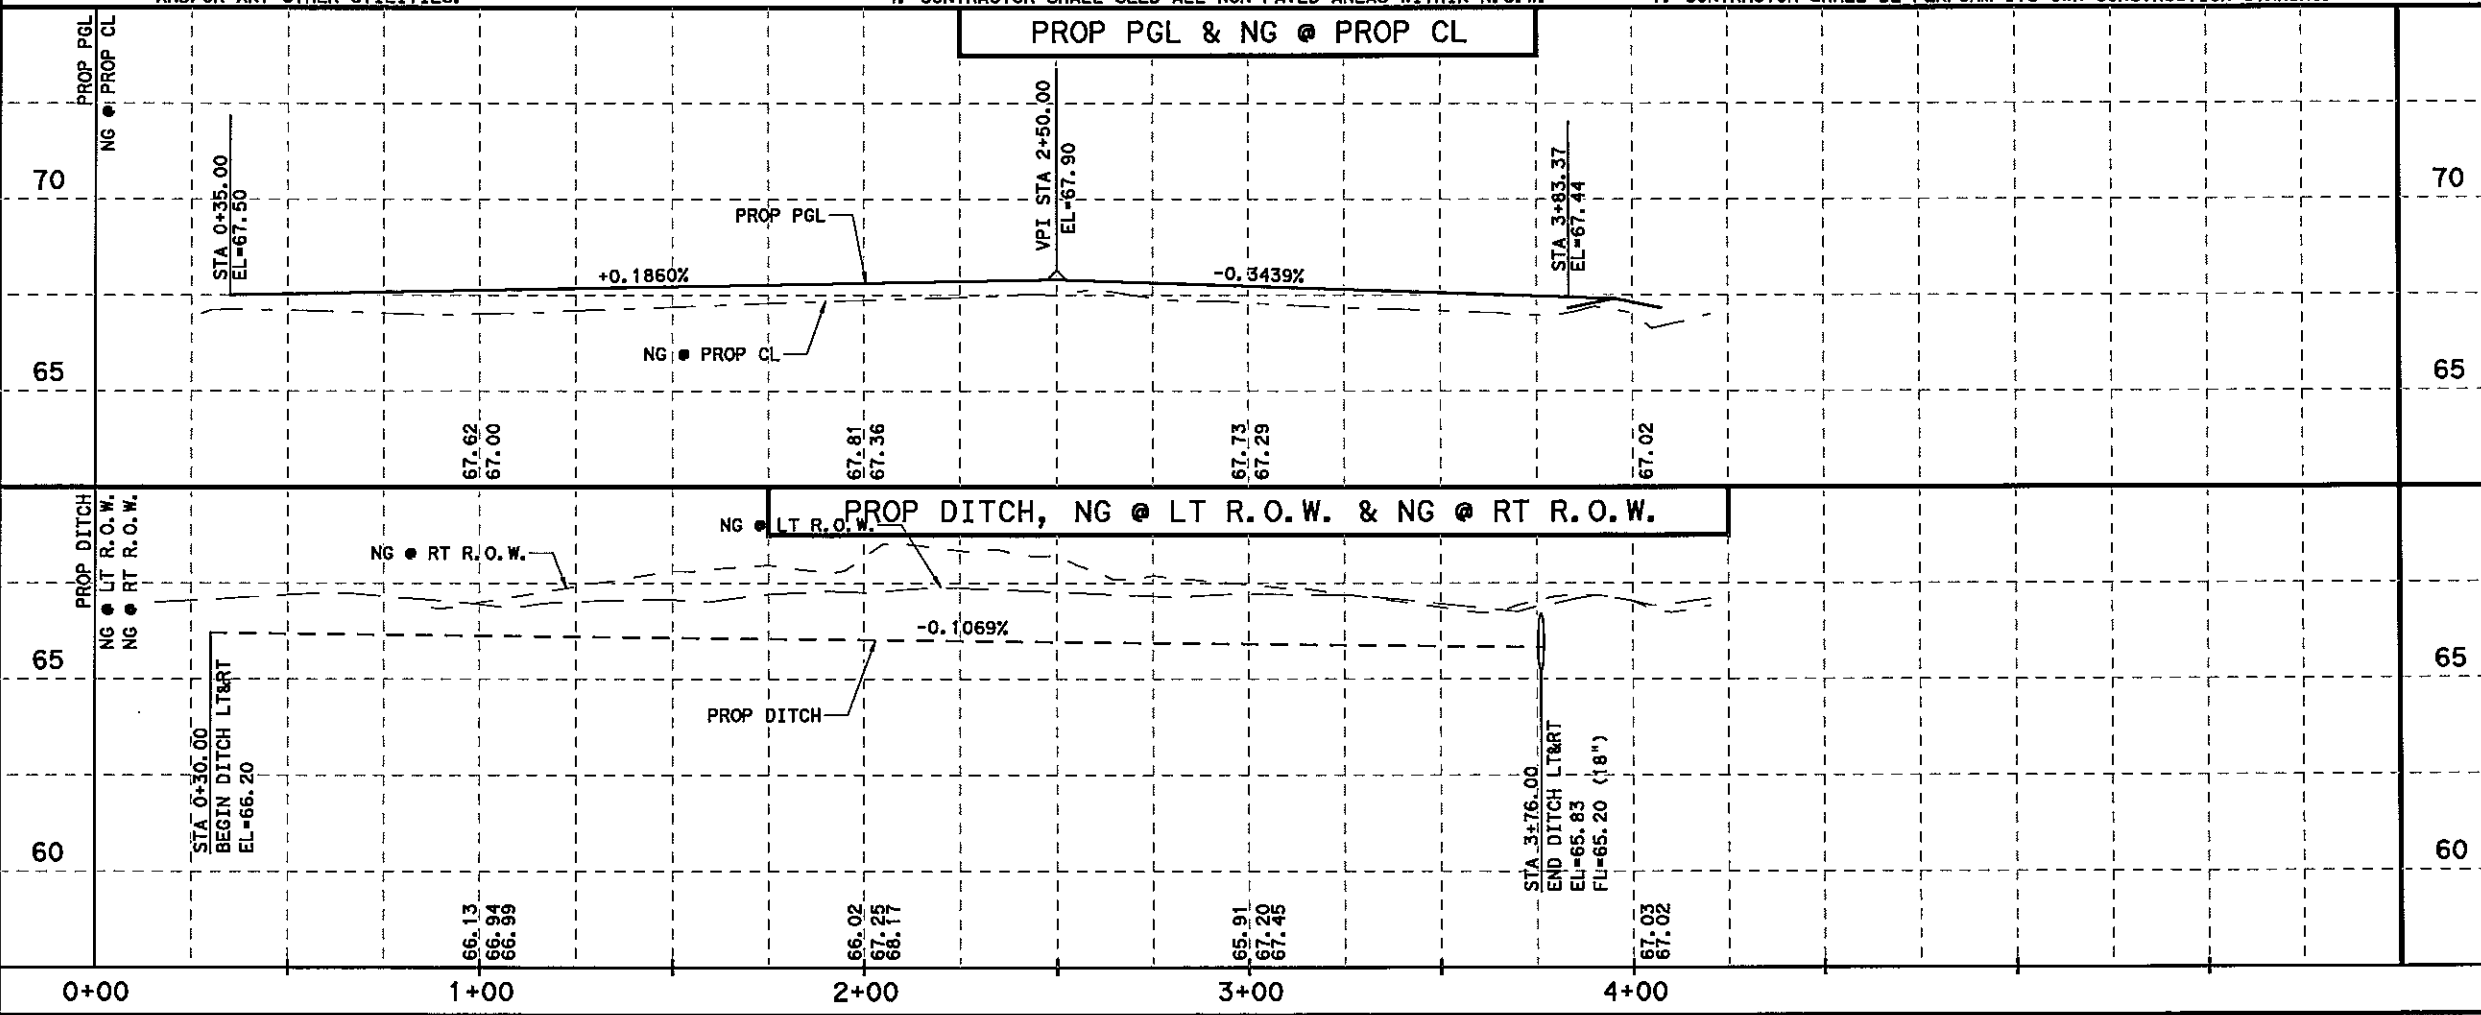 PROP PGL & NG @ PROP CL
PROP PGL
NG @ PROP CL
70
70
65
65
STA 0+35.00
EL=67.50
+0.1860%
PROP PGL
NG @ PROP CL
VPI STA 2+50.00
EL=67.90
-0.3439%
STA 3+83.37
EL=67.44
67.62
67.00
67.81
67.36
67.73
67.29
67.02
PROP DITCH, NG @ LT R.O.W. & NG @ RT R.O.W.
PROP DITCH
NG @ LT R.O.W.
NG @ RT R.O.W.
NG @ RT R.O.W.
NG @ LT R.O.W.
65
65
60
60
STA 0+30.00
BEGIN DITCH LT&RT
EL=66.20
-0.1069%
PROP DITCH
STA 3+76.00
END DITCH LT&RT
EL=65.83
FL=65.20 (18")
66.13
66.94
66.99
66.02
67.25
68.17
65.91
67.20
67.45
67.03
67.02
0+00
1+00
2+00
3+00
4+00